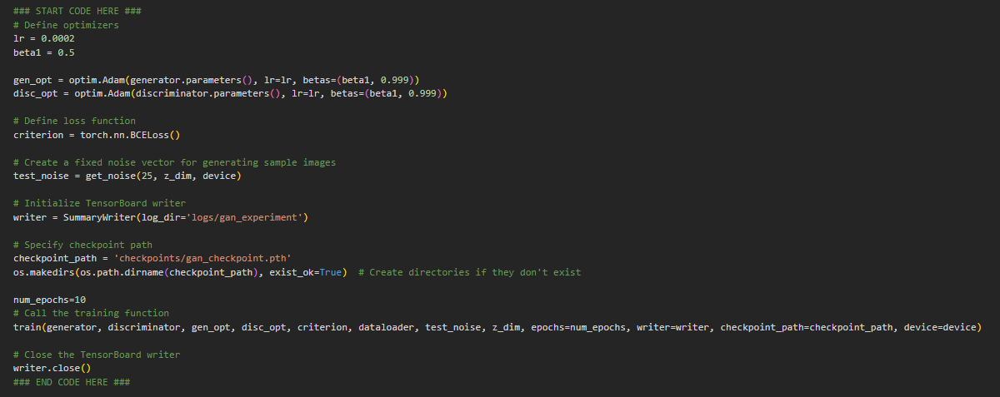 ### START CODE HERE ###
# Define optimizers
lr = 0.0002
beta1 = 0.5
gen_opt = optim.Adam(generator.parameters(), lr=lr, betas=(beta1, 0.999))
disc_opt = optim.Adam(discriminator.parameters(), lr=lr, betas=(beta1, 0.999))
# Define loss function
criterion = torch.nn.BCELoss()
# Create a fixed noise vector for generating sample images
test_noise = get_noise(25, z_dim, device)
# Initialize TensorBoard writer
writer = SummaryWriter(log_dir='logs/gan_experiment')
# Specify checkpoint path
checkpoint_path = 'checkpoints/gan_checkpoint.pth'
os.makedirs(os.path.dirname(checkpoint_path), exist_ok=True)  # Create directories if they don't exist
num_epochs=10
# Call the training function
train(generator, discriminator, gen_opt, disc_opt, criterion, dataloader, test_noise, z_dim, epochs=num_epochs, writer=writer, checkpoint_path=checkpoint_path, device=device)
# Close the TensorBoard writer
writer.close()
### END CODE HERE ###